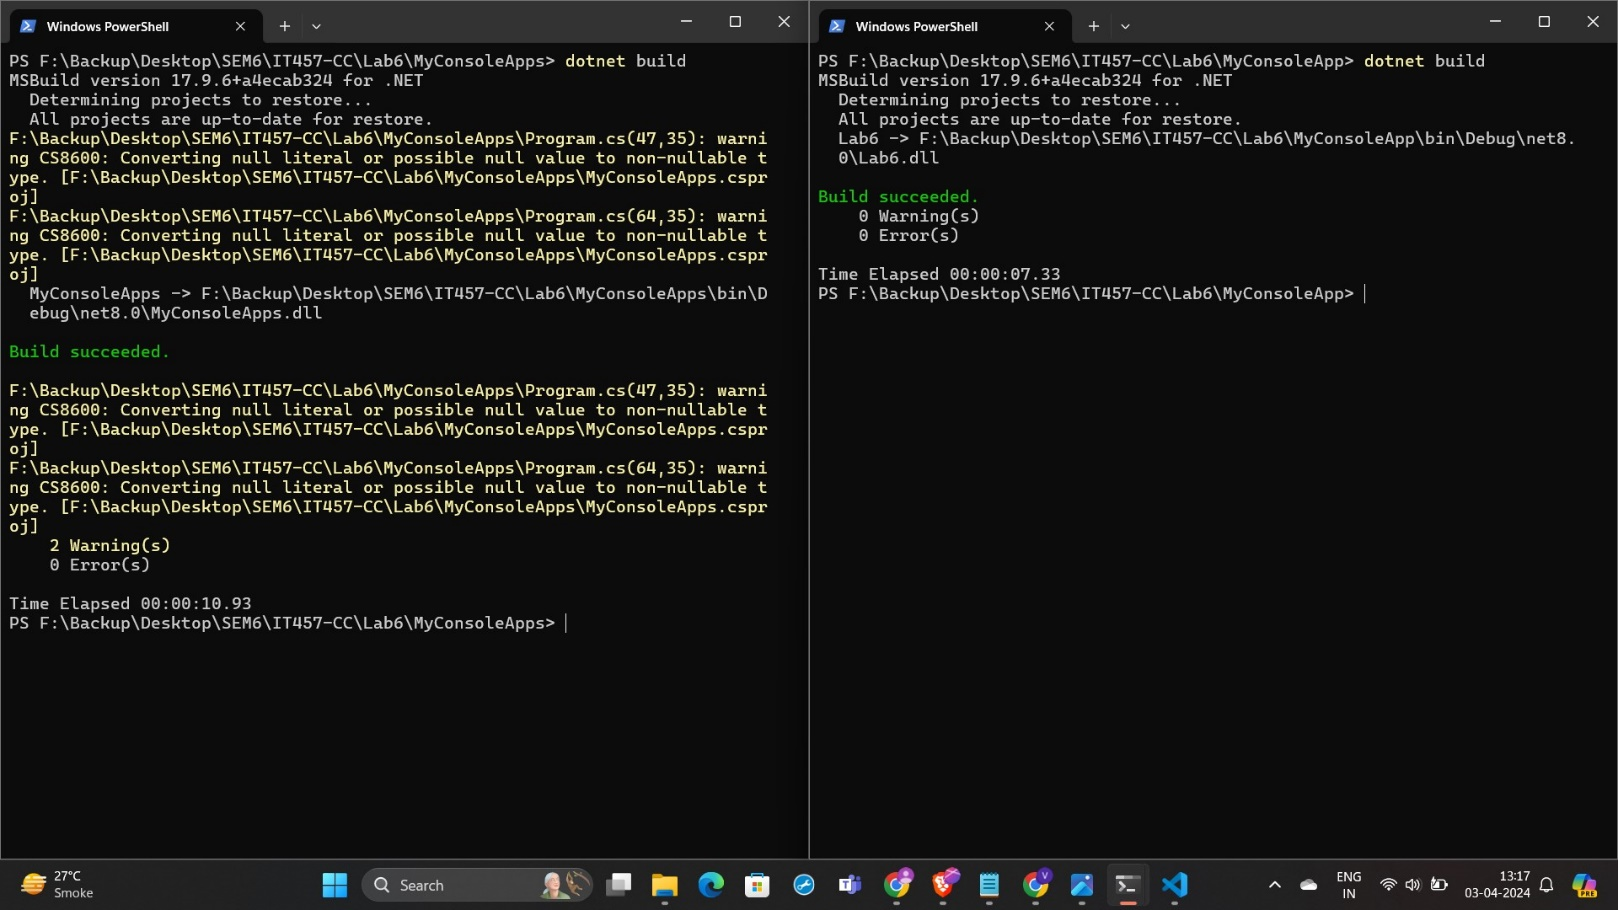 Windows PowerShell
PS F:\Backup\Desktop\SEM6\IT457-CC\Lab6\MyConsoleApps> dotnet build
MSBuild version 17.9.6+a4ecab324 for .NET
  Determining projects to restore...
  All projects are up-to-date for restore.
F:\Backup\Desktop\SEM6\IT457-CC\Lab6\MyConsoleApps\Program.cs(47,35): warni
ng CS8600: Converting null literal or possible null value to non-nullable t
ype. [F:\Backup\Desktop\SEM6\IT457-CC\Lab6\MyConsoleApps\MyConsoleApps.cspr
oj]
F:\Backup\Desktop\SEM6\IT457-CC\Lab6\MyConsoleApps\Program.cs(64,35): warni
ng CS8600: Converting null literal or possible null value to non-nullable t
ype. [F:\Backup\Desktop\SEM6\IT457-CC\Lab6\MyConsoleApps\MyConsoleApps.cspr
oj]
  MyConsoleApps -> F:\Backup\Desktop\SEM6\IT457-CC\Lab6\MyConsoleApps\bin\D
  ebug\net8.0\MyConsoleApps.dll
Build succeeded.
F:\Backup\Desktop\SEM6\IT457-CC\Lab6\MyConsoleApps\Program.cs(47,35): warni
ng CS8600: Converting null literal or possible null value to non-nullable t
ype. [F:\Backup\Desktop\SEM6\IT457-CC\Lab6\MyConsoleApps\MyConsoleApps.cspr
oj]
F:\Backup\Desktop\SEM6\IT457-CC\Lab6\MyConsoleApps\Program.cs(64,35): warni
ng CS8600: Converting null literal or possible null value to non-nullable t
ype. [F:\Backup\Desktop\SEM6\IT457-CC\Lab6\MyConsoleApps\MyConsoleApps.cspr
oj]
    2 Warning(s)
    0 Error(s)
Time Elapsed 00:00:10.93
PS F:\Backup\Desktop\SEM6\IT457-CC\Lab6\MyConsoleApps>
Windows PowerShell
PS F:\Backup\Desktop\SEM6\IT457-CC\Lab6\MyConsoleApp> dotnet build
MSBuild version 17.9.6+a4ecab324 for .NET
  Determining projects to restore...
  All projects are up-to-date for restore.
  Lab6 -> F:\Backup\Desktop\SEM6\IT457-CC\Lab6\MyConsoleApp\bin\Debug\net8.
  0\Lab6.dll
Build succeeded.
    0 Warning(s)
    0 Error(s)
Time Elapsed 00:00:07.33
PS F:\Backup\Desktop\SEM6\IT457-CC\Lab6\MyConsoleApp>
27°C
Smoke
Search
ENG
IN
13:17
03-04-2024
PRE